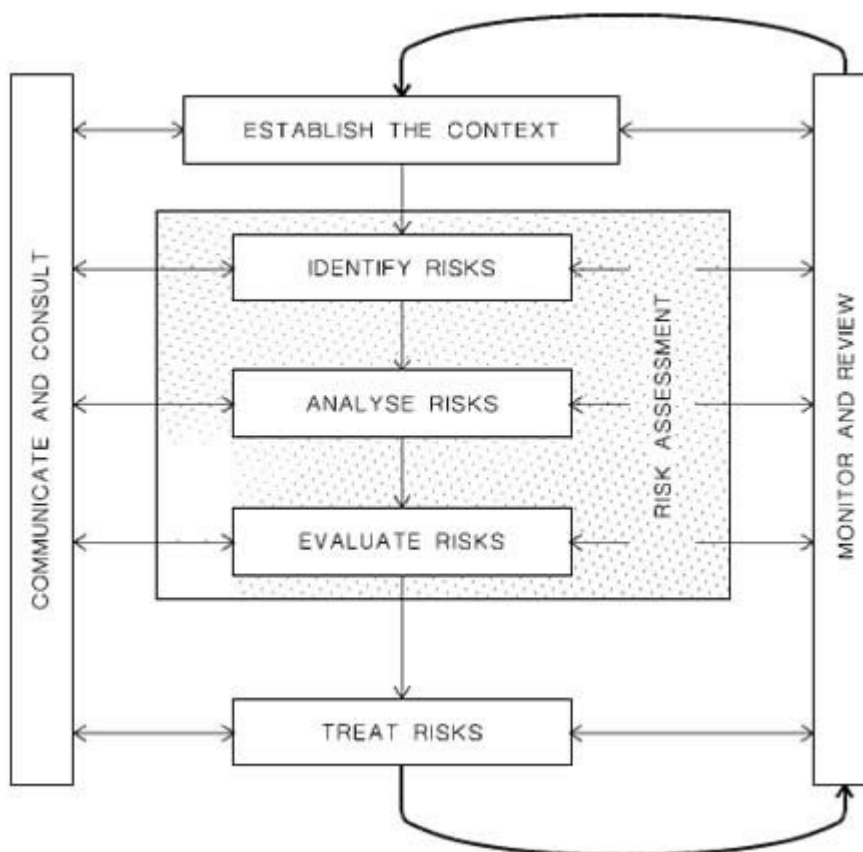 ESTABLISH THE CONTEXT
IDENTIFY RISKS
ANALYSE RISKS
EVALUATE RISKS
TREAT RISKS
COMMUNICATE AND CONSULT
RISK ASSESSMENT
MONITOR AND REVIEW